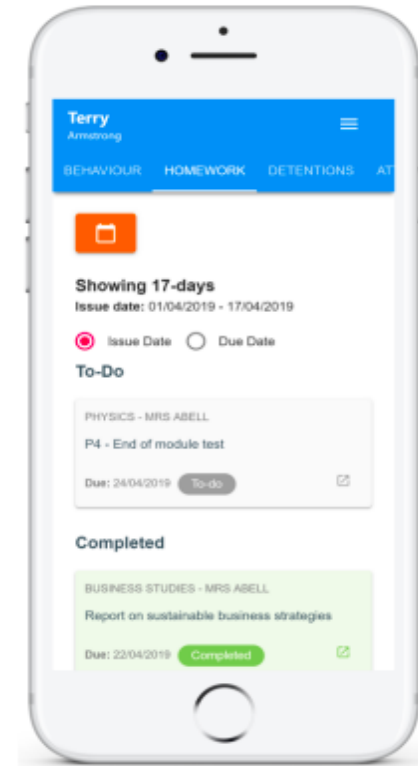 Terry
Armstrong
BEHAVIOUR HOMEWORK DETENTIONS AT
Showing 17-days
Issue date: 01/04/2019 - 17/04/2019
Issue Date Due Date
To-Do
PHYSICS - MRS ABELL
P4 - End of module test
Due: 24/04/2019 To-do
Completed
BUSINESS STUDIES - MRS ABELL
Report on sustainable business strategies
Due: 22/04/2019 Completed